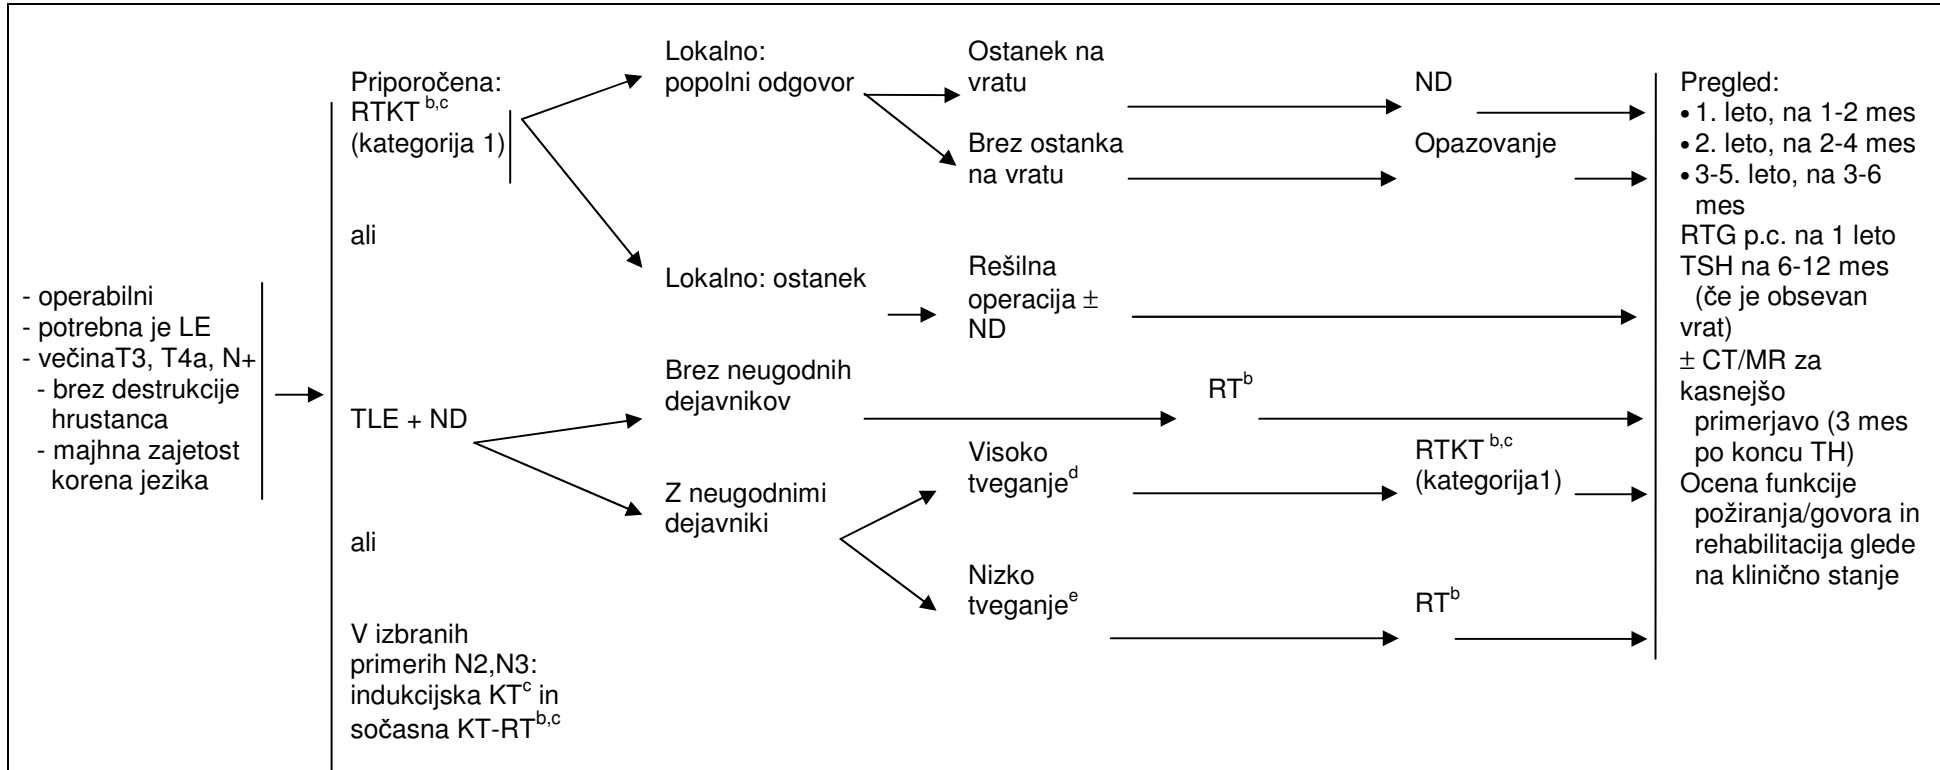 - operabilni
- potrebna je LE
- večinaT3, T4a, N+
- brez destrukcije
hrustanca
- majhna zajetost
korena jezika
Priporočena:
RTKT b,c
(kategorija 1)
ali
TLE + ND
ali
V izbranih
primerih N2,N3:
indukcijska KTc in
sočasna KT-RTb,c
Lokalno:
popolni odgovor
Lokalno: ostanek
Brez neugodnih
dejavnikov
Z neugodnimi
dejavniki
Ostanek na
vratu
Brez ostanka
na vratu
Rešilna
operacija ±
ND
Visoko
tveganjed
Nizko
tveganjee
ND
Opazovanje
RTb
RTKT b,c
(kategorija1)
RTb
Pregled:
• 1. leto, na 1-2 mes
• 2. leto, na 2-4 mes
• 3-5. leto, na 3-6
mes
RTG p.c. na 1 leto
TSH na 6-12 mes
(če je obsevan
vrat)
± CT/MR za
kasnejšo
primerjavo (3 mes
po koncu TH)
Ocena funkcije
požiranja/govora in
rehabilitacija glede
na klinično stanje